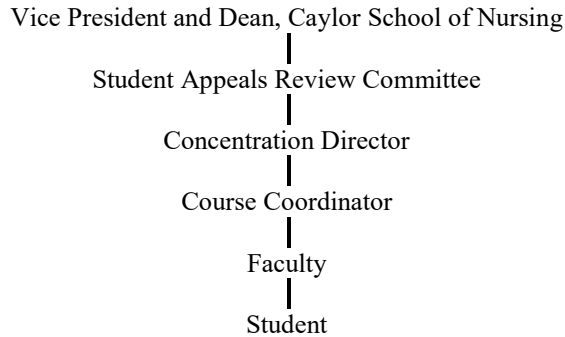 Vice President and Dean, Caylor School of Nursing
Student Appeals Review Committee
Concentration Director
Course Coordinator
Faculty
Student